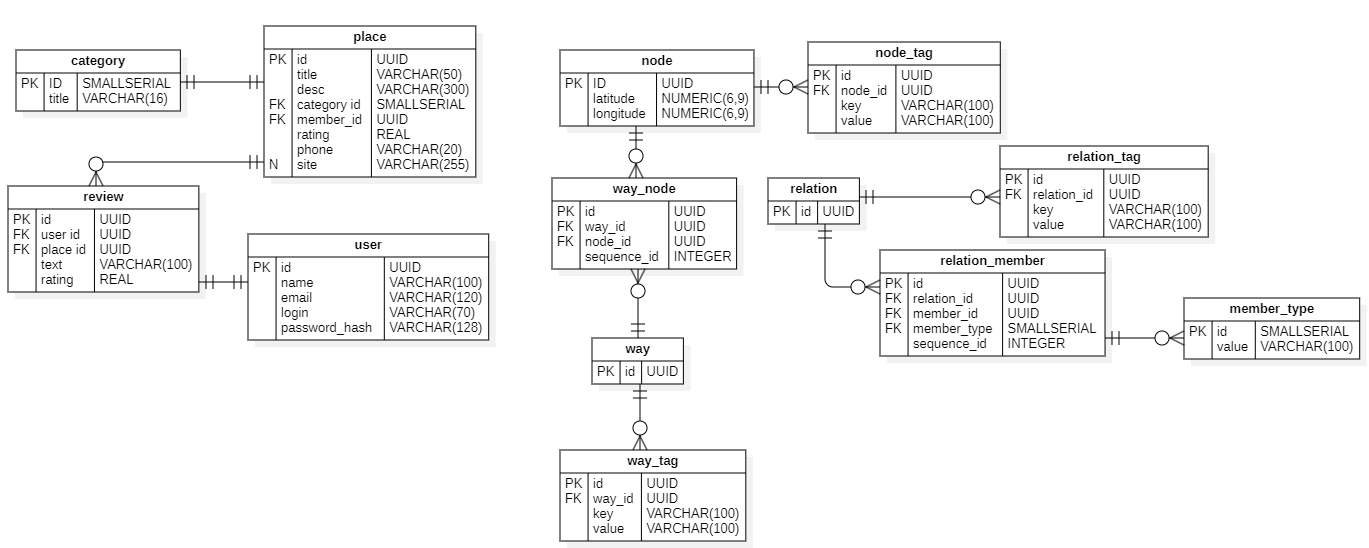 category
PK ID SMALLSERIAL
title VARCHAR(16)
place
PK id UUID
title VARCHAR(50)
desc VARCHAR(300)
FK category id SMALLSERIAL
FK member_id UUID
rating REAL
phone VARCHAR(20)
N site VARCHAR(255)
review
PK id UUID
FK user id UUID
FK place id UUID
text VARCHAR(100)
rating REAL
user
PK id UUID
name VARCHAR(100)
email VARCHAR(120)
login VARCHAR(70)
password_hash VARCHAR(128)
node
PK ID UUID
latitude NUMERIC(6,9)
longitude NUMERIC(6,9)
node_tag
PK id UUID
FK node_id UUID
key VARCHAR(100)
value VARCHAR(100)
way_node
PK id UUID
FK way_id UUID
FK node_id UUID
sequence_id INTEGER
way
PK id UUID
way_tag
PK id UUID
FK way_id UUID
key VARCHAR(100)
value VARCHAR(100)
relation
PK id UUID
relation_tag
PK id UUID
FK relation_id UUID
key VARCHAR(100)
value VARCHAR(100)
relation_member
PK id UUID
FK relation_id UUID
FK member_id UUID
FK member_type SMALLSERIAL
sequence_id INTEGER
member_type
PK id SMALLSERIAL
value VARCHAR(100)